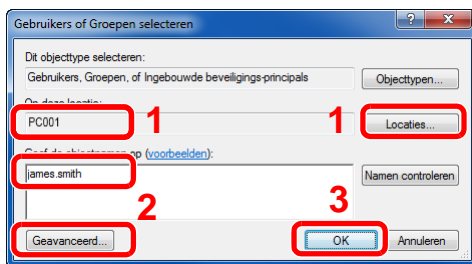 Gebruikers of Groepen selecteren
Dit objecttype selecteren:
Gebruikers, Groepen, of Ingebouwde beveiligings-principals
Objecttypen...
Op deze locatie:
PC001
1
1
Locaties...
Geef de objectnamen op (voorbeelden):
james.smith
Namen controleren
2
3
Geavanceerd...
OK
Annuleren